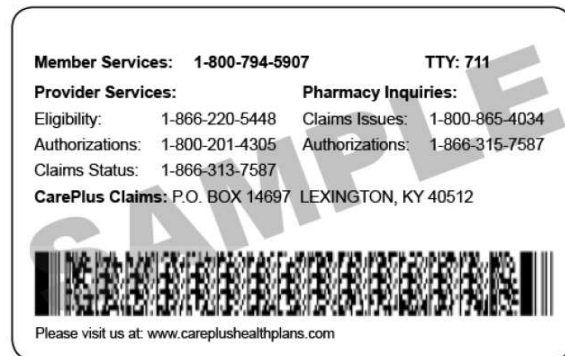 Member Services: 1-800-794-5907 TTY: 711
Provider Services: Pharmacy Inquiries:
Eligibility: 1-866-220-5448 Claims Issues: 1-800-865-4034
Authorizations: 1-800-201-4305 Authorizations: 1-866-315-7587
Claims Status: 1-866-313-7587
CarePlus Claims: P.O. BOX 14697 LEXINGTON, KY 40512
SAMPLE
Please visit us at: www.careplushealthplans.com